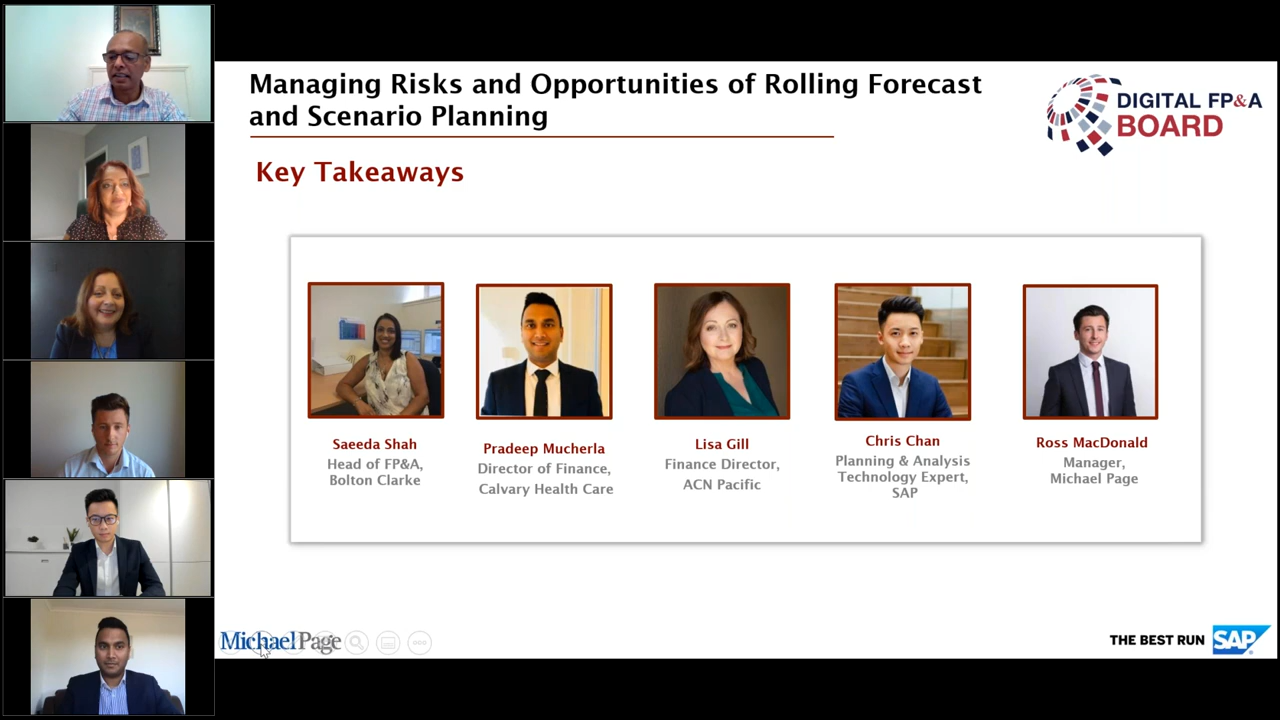 Managing Risks and Opportunities of Rolling Forecast
and Scenario Planning
DIGITAL FP&A
BOARD
Key Takeaways
Saeeda Shah
Head of FP&A,
Bolton Clarke
Pradeep Mucherla
Director of Finance,
Calvary Health Care
Lisa Gill
Finance Director,
ACN Pacific
Chris Chan
Planning & Analysis
Technology Expert,
SAP
Ross MacDonald
Manager,
Michael Page
MichaelPage
THE BEST RUN SAP